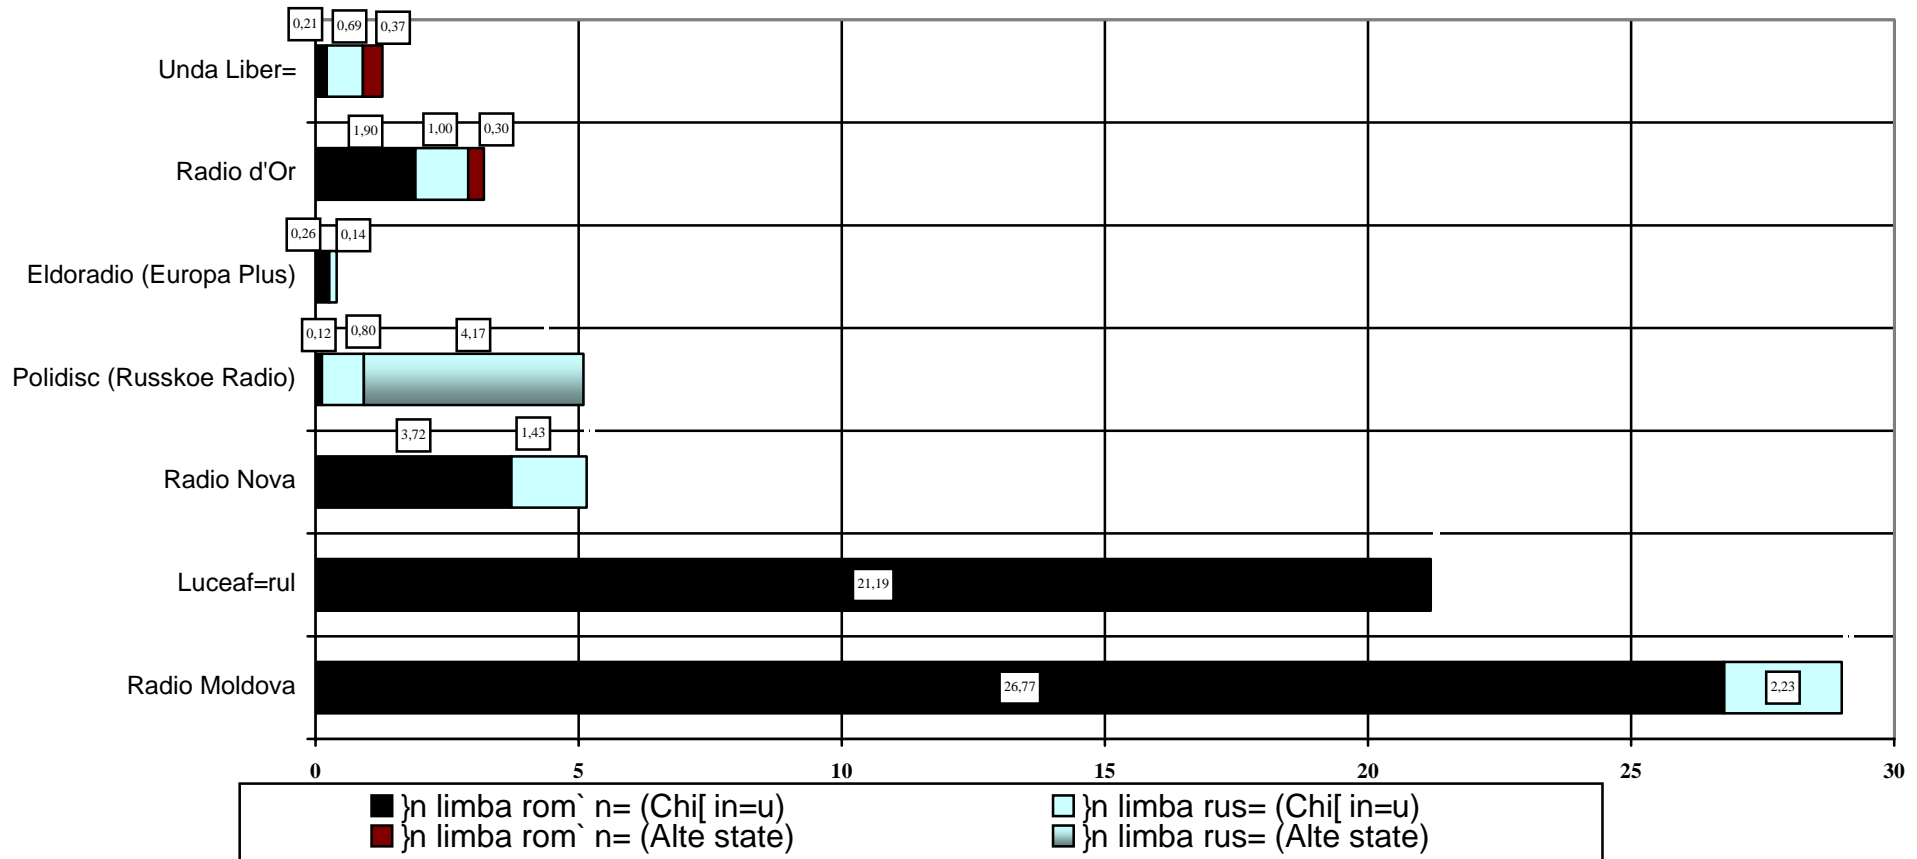 0,21 0,69 0,37
Unda Liber=
1,90 1,00 0,30
Radio d'Or
0,26 0,14
Eldoradio (Europa Plus)
0,12 0,80 4,17
Polidisc (Russkoe Radio)
3,72 1,43
Radio Nova
Luceaf=rul 21,19
Radio Moldova 26,77 2,23
0 5 10 15 20 25 30
}n limba rom` n= (Chi[ in=u) }n limba rus= (Chi[ in=u)
}n limba rom` n= (Alte state) }n limba rus= (Alte state)